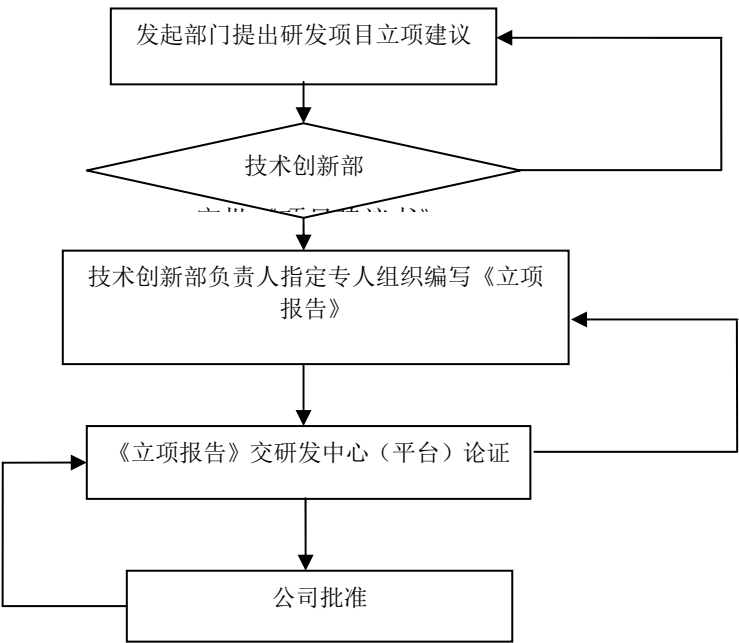 发起部门提出研发项目立项建议
技术创新部
技术创新部负责人指定专人组织编写《立项
报告》
《立项报告》交研发中心（平台）论证
公司批准